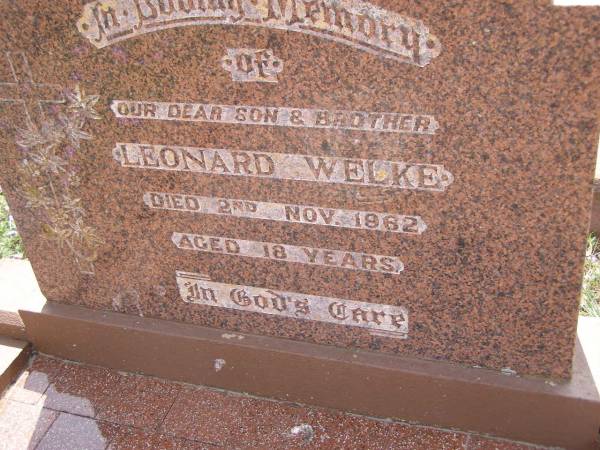 In Loving Memory
of
OUR DEAR SON & BROTHER
LEONARD WELKE
DIED 2ND NOV. 1962
AGED 18 YEARS.
In God's Care